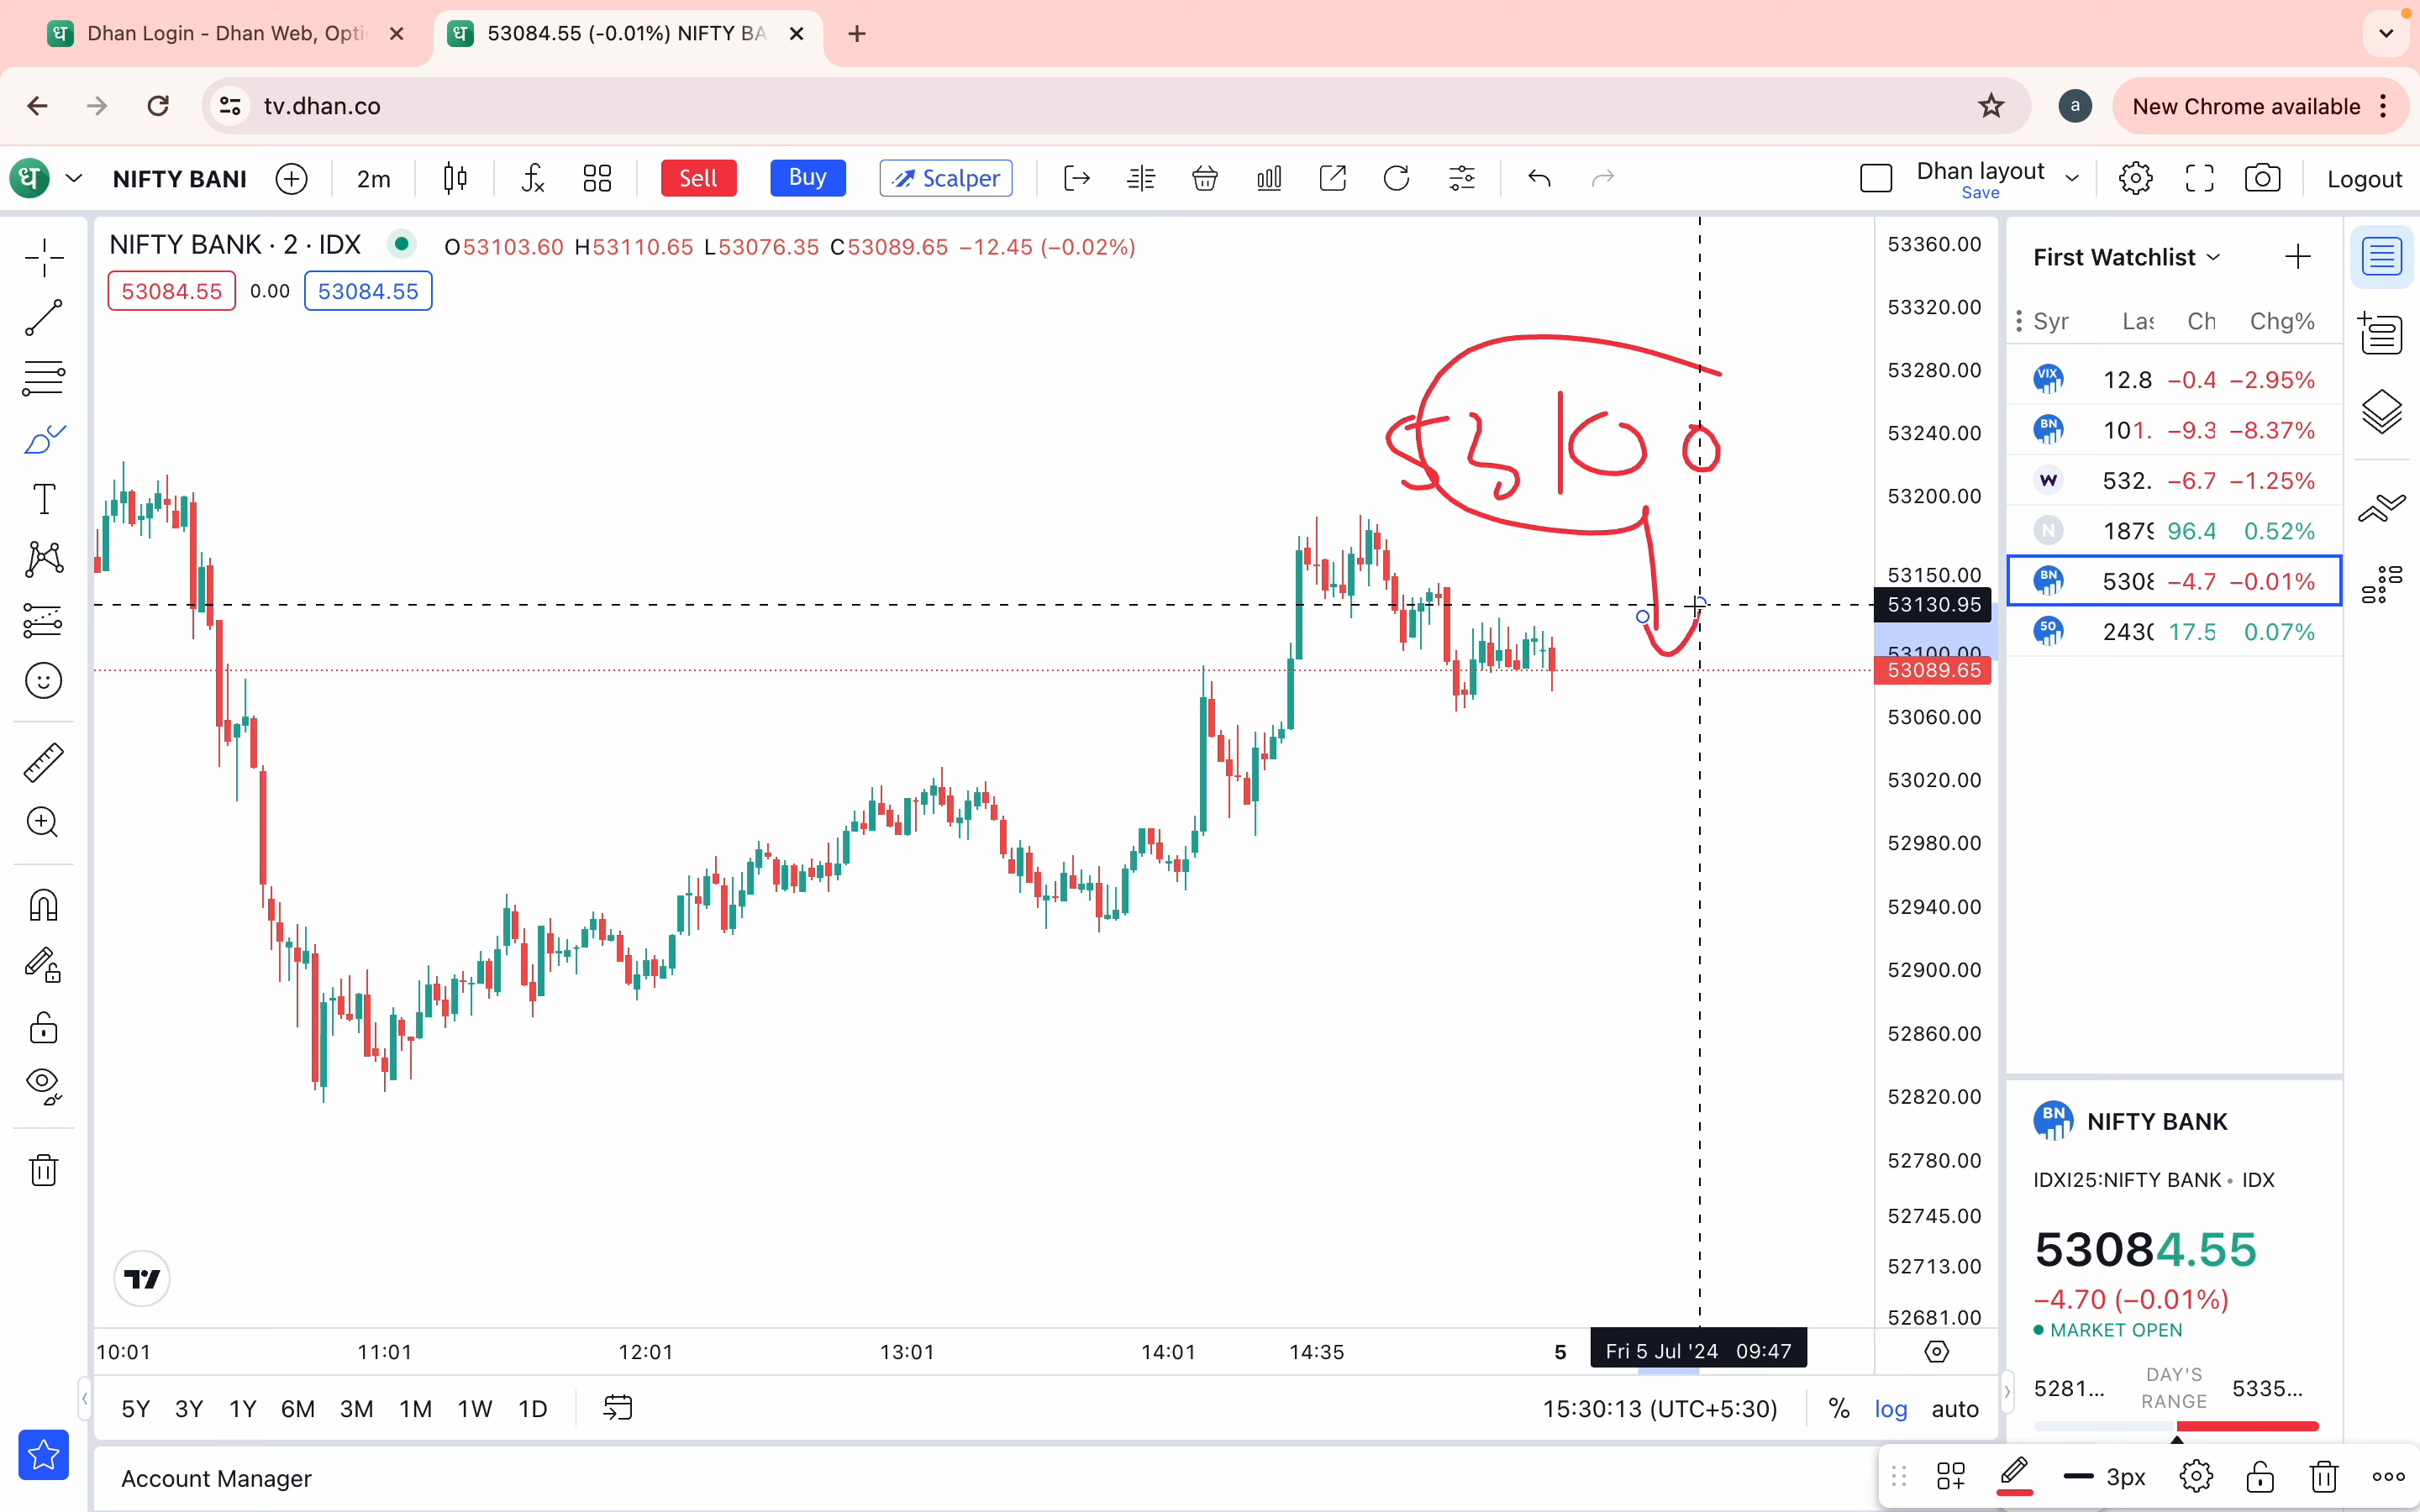 ध Dhan Login - Dhan Web, Opti
ध 53084.55 (-0.01%) NIFTY BA
tv.dhan.co
a
New Chrome available
ध NIFTY BANI 2m Sell Buy Scalper Dhan layout Logout
Save
NIFTY BANK · 2 · IDX O53103.60 H53110.65 L53076.35 C53089.65 −12.45 (−0.02%)
53084.55 0.00 53084.55
53100
53360.00
53320.00
53280.00
53240.00
53200.00
53150.00
53130.95
53100.00
53089.65
53060.00
53020.00
52980.00
52940.00
52900.00
52860.00
52820.00
52780.00
52745.00
52713.00
52681.00
10:01 11:01 12:01 13:01 14:01 14:35 5 Fri 5 Jul '24 09:47
5Y 3Y 1Y 6M 3M 1M 1W 1D 15:30:13 (UTC+5:30) % log auto
Account Manager
First Watchlist
Syr Las Ch Chg%
VIX 12.8 −0.4 −2.95%
BN 101. −9.3 −8.37%
W 532. −6.7 −1.25%
N 1879 96.4 0.52%
BN 5308 −4.7 −0.01%
50 2430 17.5 0.07%
BN NIFTY BANK
IDXI25:NIFTY BANK • IDX
53084.55
−4.70 (−0.01%)
MARKET OPEN
5281... DAY'S RANGE 5335...
3px